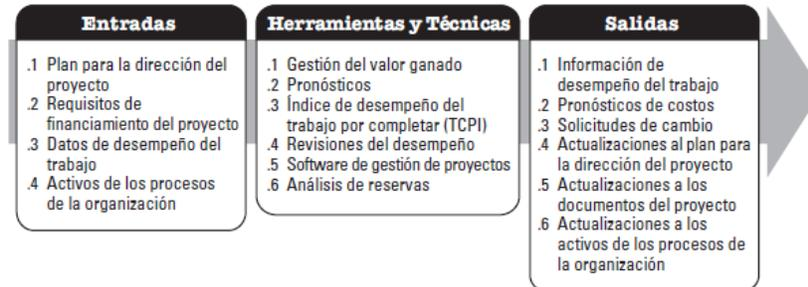 Entradas
.1 Plan para la dirección del
proyecto
.2 Requisitos de
financiamiento del proyecto
.3 Datos de desempeño del
trabajo
.4 Activos de los procesos
de la organización
Herramientas y Técnicas
.1 Gestión del valor ganado
.2 Pronósticos
.3 Índice de desempeño del
trabajo por completar (TCPI)
.4 Revisiones del desempeño
.5 Software de gestión de proyectos
.6 Análisis de reservas
Salidas
.1 Información de
desempeño del trabajo
.2 Pronósticos de costos
.3 Solicitudes de cambio
.4 Actualizaciones al plan para
la dirección del proyecto
.5 Actualizaciones a los
documentos del proyecto
.6 Actualizaciones a los
activos de los procesos de
la organización